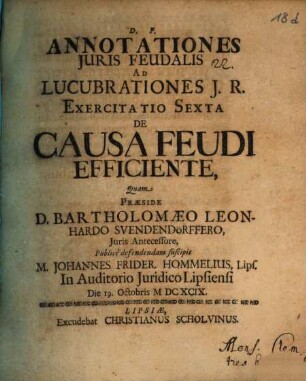 D. F.
ANNOTATIONES
JURIS FEUDALIS
AD
LUCUBRATIONES J. R.
EXERCITATIO SEXTA
DE
CAUSA FEUDI
EFFICIENTE,
Quam
PRÆSIDE
D. BARTHOLOMÆO LEON-
HARDO SVENDENDÖRFFERO,
Juris Antecessore,
Publicè defendendam suscipit
M. JOHANNES FRIDER. HOMMELIUS, Lips.
In Auditorio Juridico Lipsiensi
Die 19. Octobris M DC XCIX.
LIPSIÆ,
Excudebat CHRISTIANUS SCHOLVINUS.